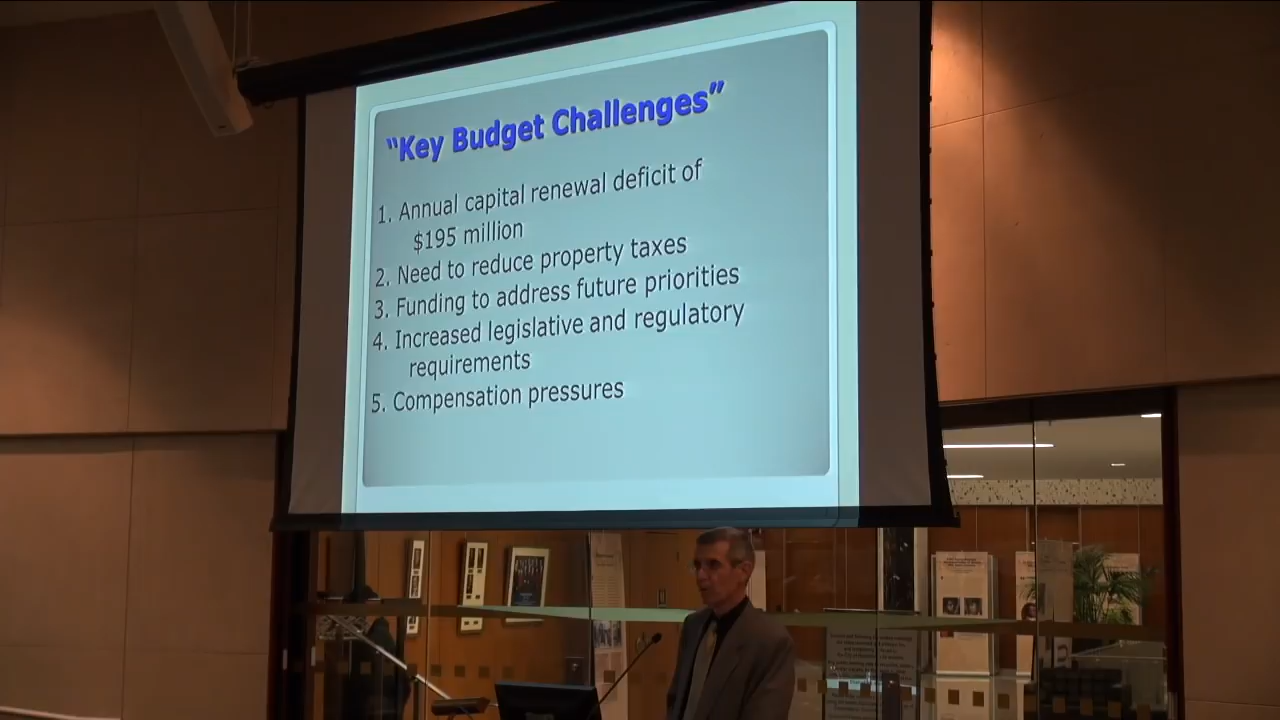 “Key Budget Challenges”
1. Annual capital renewal deficit of
$195 million
2. Need to reduce property taxes
3. Funding to address future priorities
4. Increased legislative and regulatory
requirements
5. Compensation pressures